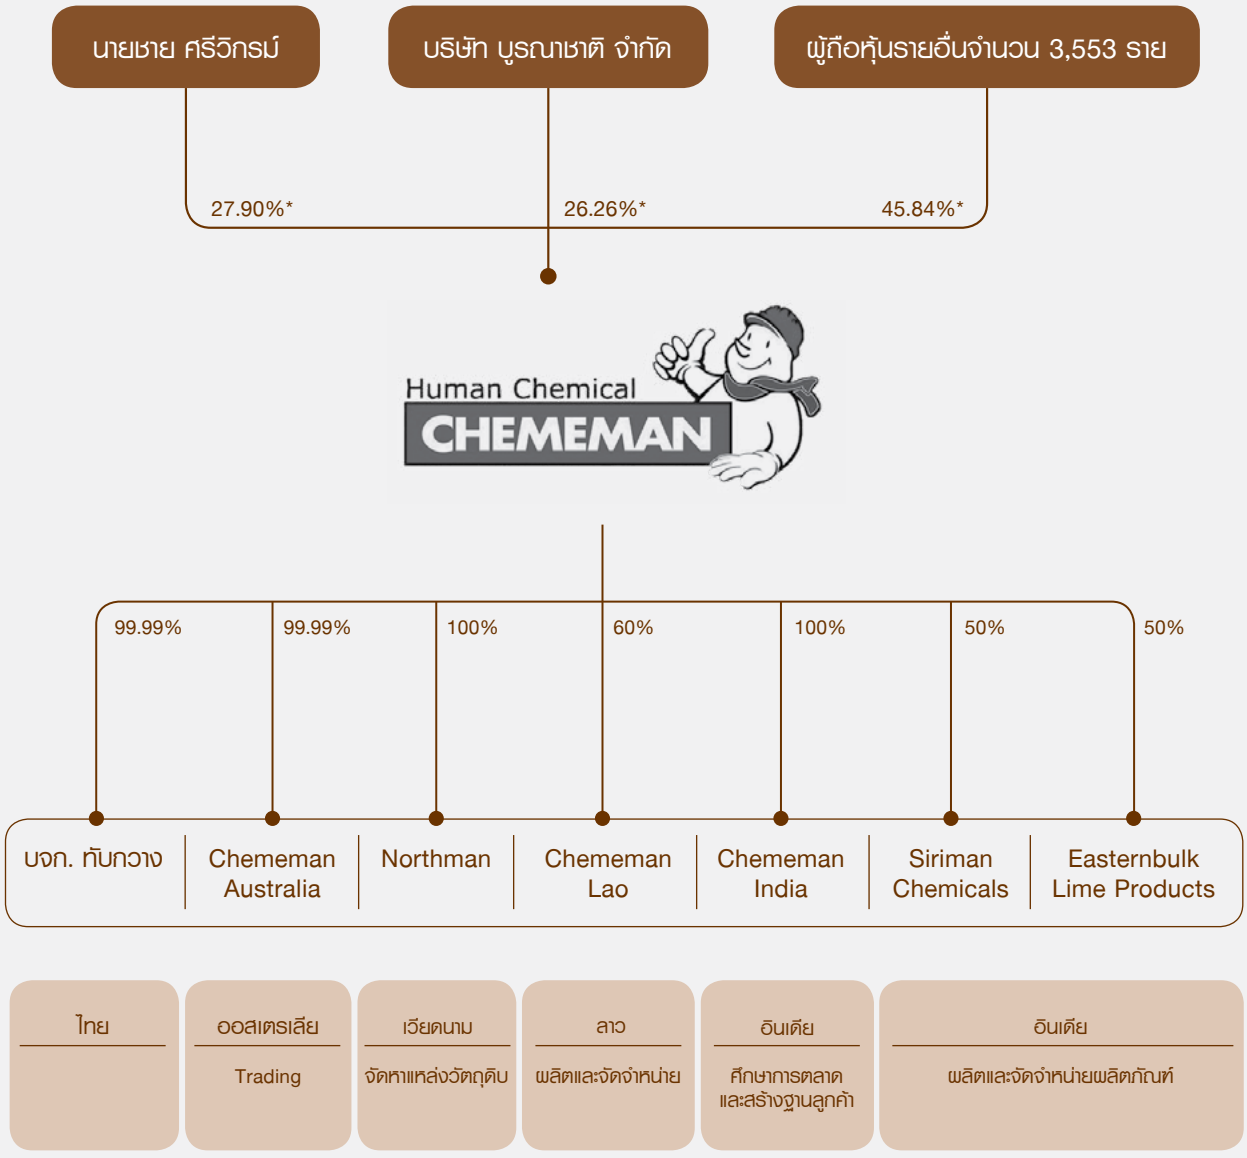 นายชาย ศรีวิกรม์
บริษัท บูรณาชาติ จำกัด
ผู้ถือหุ้นรายอื่นจำนวน 3,553 ราย
27.90%*
26.26%*
45.84%*
Human Chemical
CHEMEMAN
99.99%
99.99%
100%
60%
100%
50%
50%
บจก. ทับกวาง
Chememan
Australia
Northman
Chememan
Lao
Chememan
India
Siriman
Chemicals
Easternbulk
Lime Products
ไทย
ออสเตรเลีย
Trading
เวียดนาม
จัดหาแหล่งวัตถุดิบ
ลาว
ผลิตและจัดจำหน่าย
อินเดีย
ศึกษาการตลาด
และสร้างฐานลูกค้า
อินเดีย
ผลิตและจัดจำหน่ายผลิตภัณฑ์